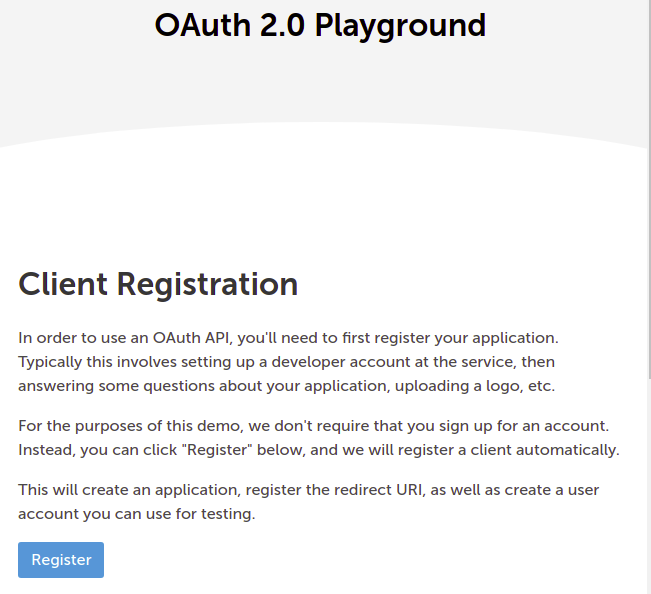 OAuth 2.0 Playground
Client Registration
In order to use an OAuth API, you'll need to first register your application.
Typically this involves setting up a developer account at the service, then
answering some questions about your application, uploading a logo, etc.
For the purposes of this demo, we don't require that you sign up for an account.
Instead, you can click "Register" below, and we will register a client automatically.
This will create an application, register the redirect URI, as well as create a user
account you can use for testing.
Register